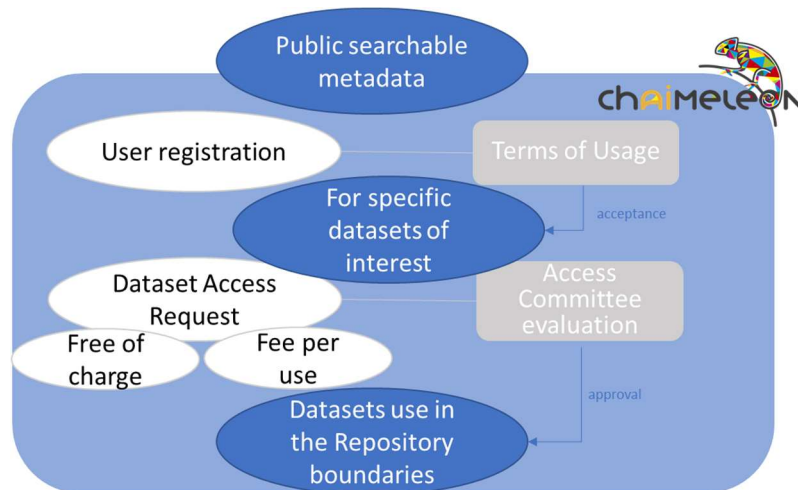 Public searchable
metadata
chAiMELEON
User registration
Terms of Usage
For specific
datasets of
interest
acceptance
Dataset Access
Request
Access
Committee
evaluation
Free of
charge
Fee per
use
approval
Datasets use in
the Repository
boundaries